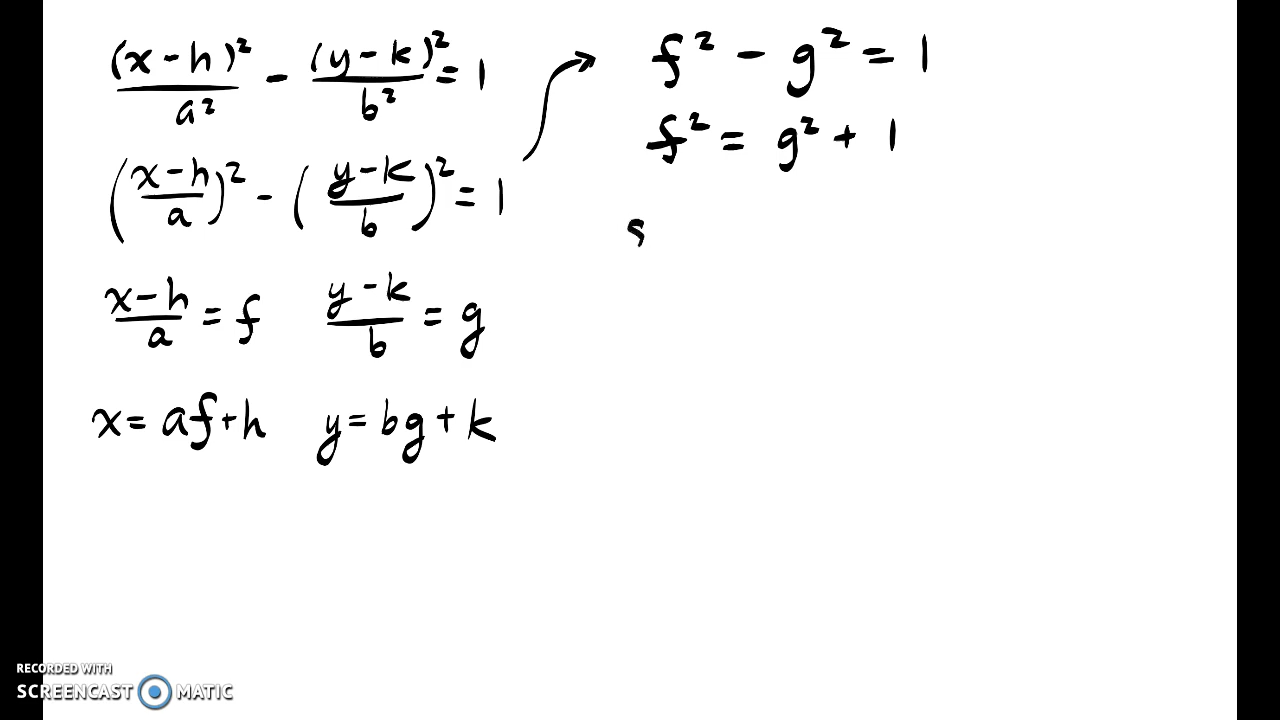 (x-h)²/a² - (y-k)²/b² = 1
((x-h)/a)² - ((y-k)/b)² = 1
(x-h)/a = f (y-k)/b = g
x = af+h y = bg+k
f² - g² = 1
f² = g² + 1
s
RECORDED WITH
SCREENCAST MATIC